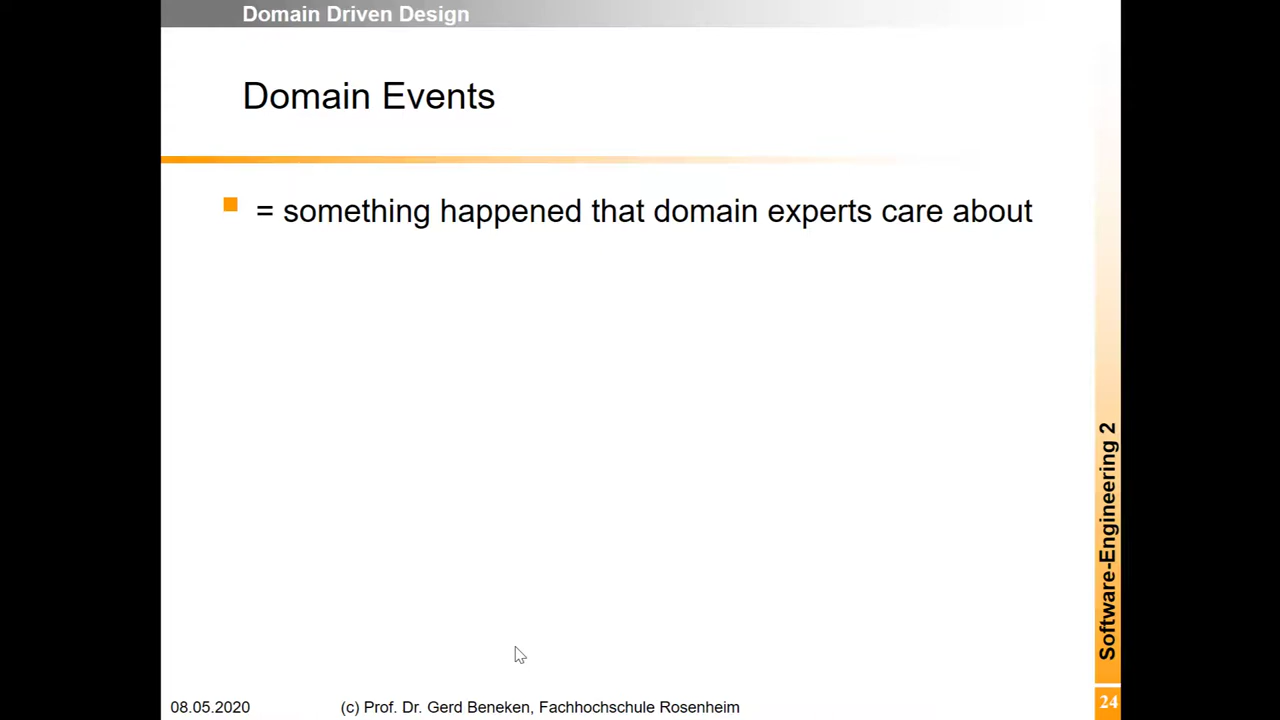 Domain Driven Design
Domain Events
= something happened that domain experts care about
Software-Engineering 2
08.05.2020
(c) Prof. Dr. Gerd Beneken, Fachhochschule Rosenheim
24